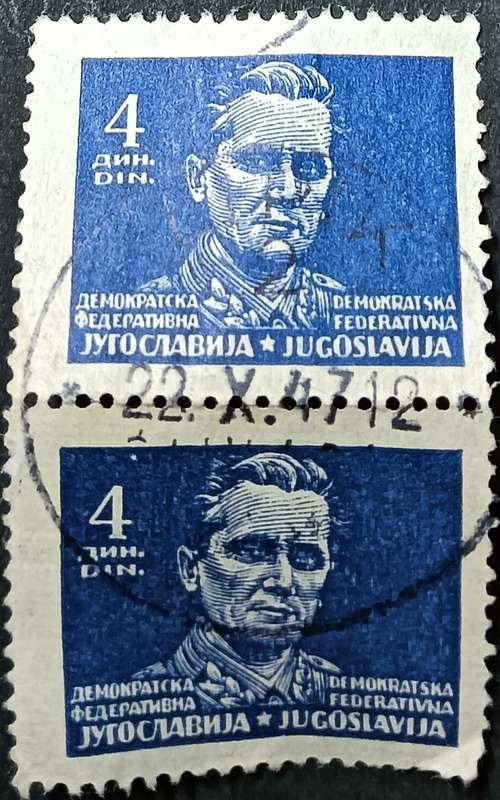 4
ДИН.
DIN.
ДЕМОКРАТСКА DEMOKRATSKA
ФЕДЕРАТИВНА FEDERATIVNA
ЈУГОСЛАВИЈА ★ JUGOSLAVIJA
* 22. X. 47 12 *
4
ДИН.
DIN.
ДЕМОКРАТСКА DEMOKRATSKA
ФЕДЕРАТИВНА FEDERATIVNA
ЈУГОСЛАВИЈА ★ JUGOSLAVIJA